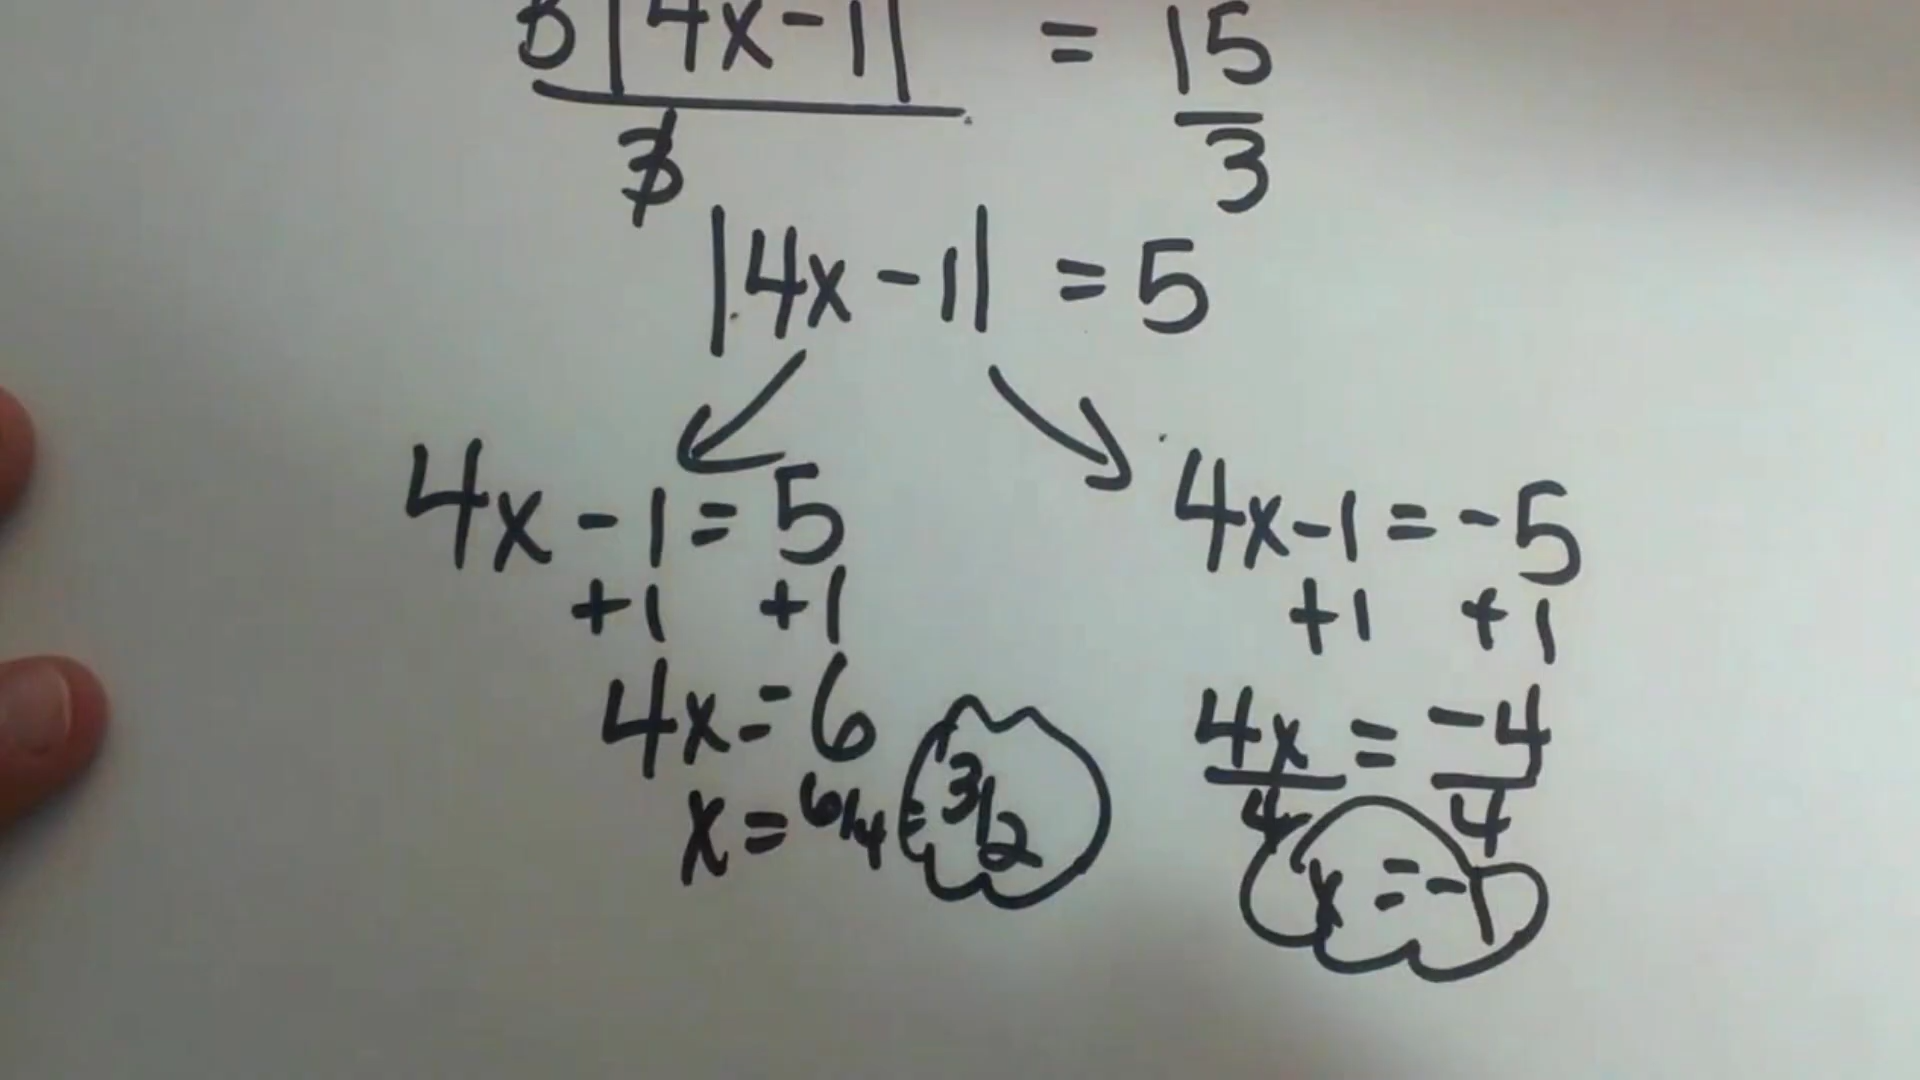 3|4x-1| = 15
3 3
|4x-1| = 5
4x-1=5 4x-1=-5
+1 +1 +1 +1
4x=6 4x=-4
4 4
x=6/4=3/2 x=-1